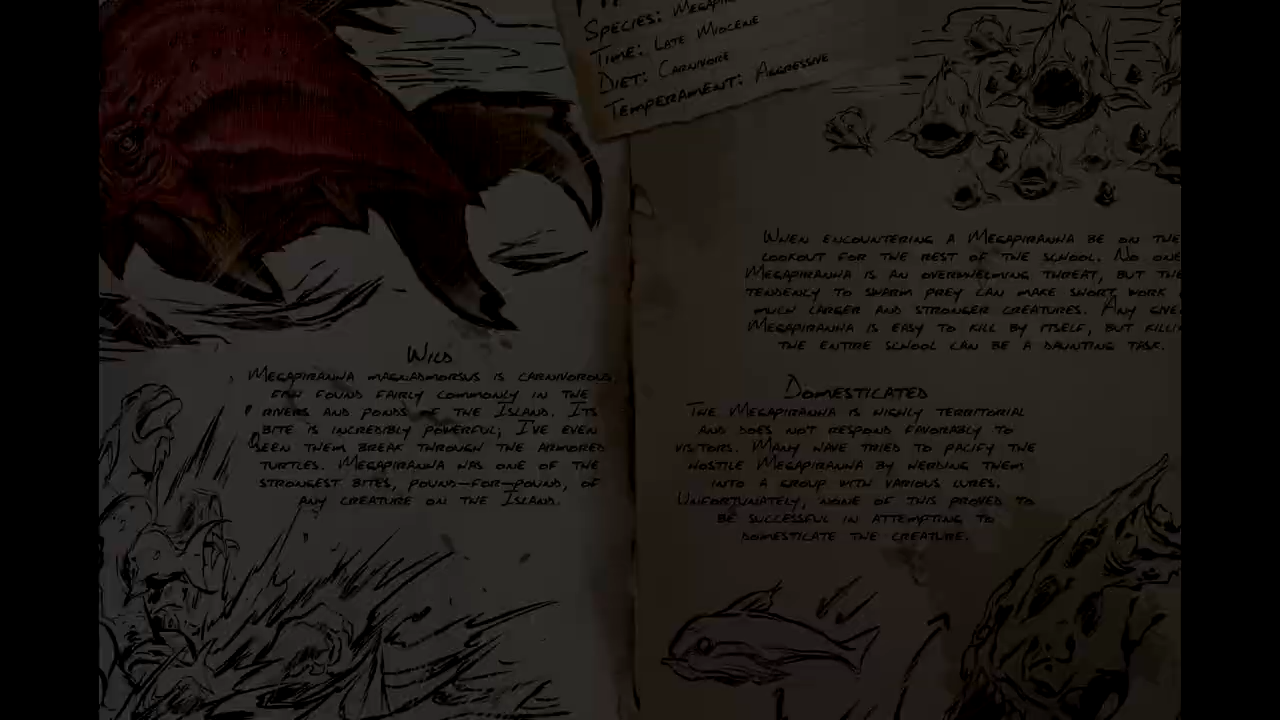 Species: 
Time: Late Miocene
Diet: Carnivore
Temperament: Aggressive
When encountering a Megapiranha be on the
lookout for the rest of the school. No one
Megapiranha is an overwhelming threat, but
tendency to swarm prey can make short work
much larger and stronger creatures. Any
Megapiranha is easy to kill by itself, but
the entire school can be a daunting task.
Wild
Megapiranha magnadmorsus is carnivorous
fish found fairly commonly in the
rivers and ponds of the Island. Its
bite is incredibly powerful; I've even
seen them break through the armored
turtles. Megapiranha has one of the
strongest bites, pound-for-pound, of
any creature on the Island.
Domesticated
The Megapiranha is highly territorial
and does not respond favorably to
visitors. Many have tried to pacify the
hostile Megapiranha by herding them
into a group with various lures.
Unfortunately, none of this proved to
be successful in attempting to
domesticate the creature.